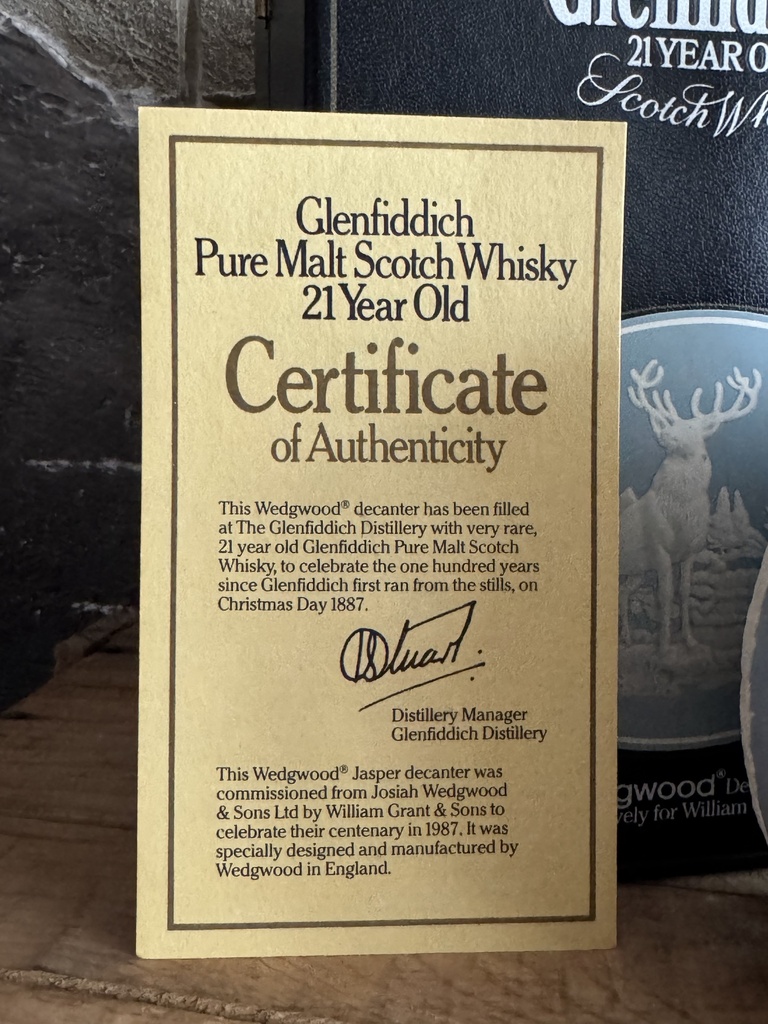 21 YEAR O
Scotch Wh
Glenfiddich
Pure Malt Scotch Whisky
21 Year Old
Certificate
of Authenticity
This Wedgwood® decanter has been filled
at The Glenfiddich Distillery with very rare,
21 year old Glenfiddich Pure Malt Scotch
Whisky, to celebrate the one hundred years
since Glenfiddich first ran from the stills, on
Christmas Day 1887.
DStuart.
Distillery Manager
Glenfiddich Distillery
This Wedgwood® Jasper decanter was
commissioned from Josiah Wedgwood
& Sons Ltd by William Grant & Sons to
celebrate their centenary in 1987. It was
specially designed and manufactured by
Wedgwood in England.
gwood® De
vely for William